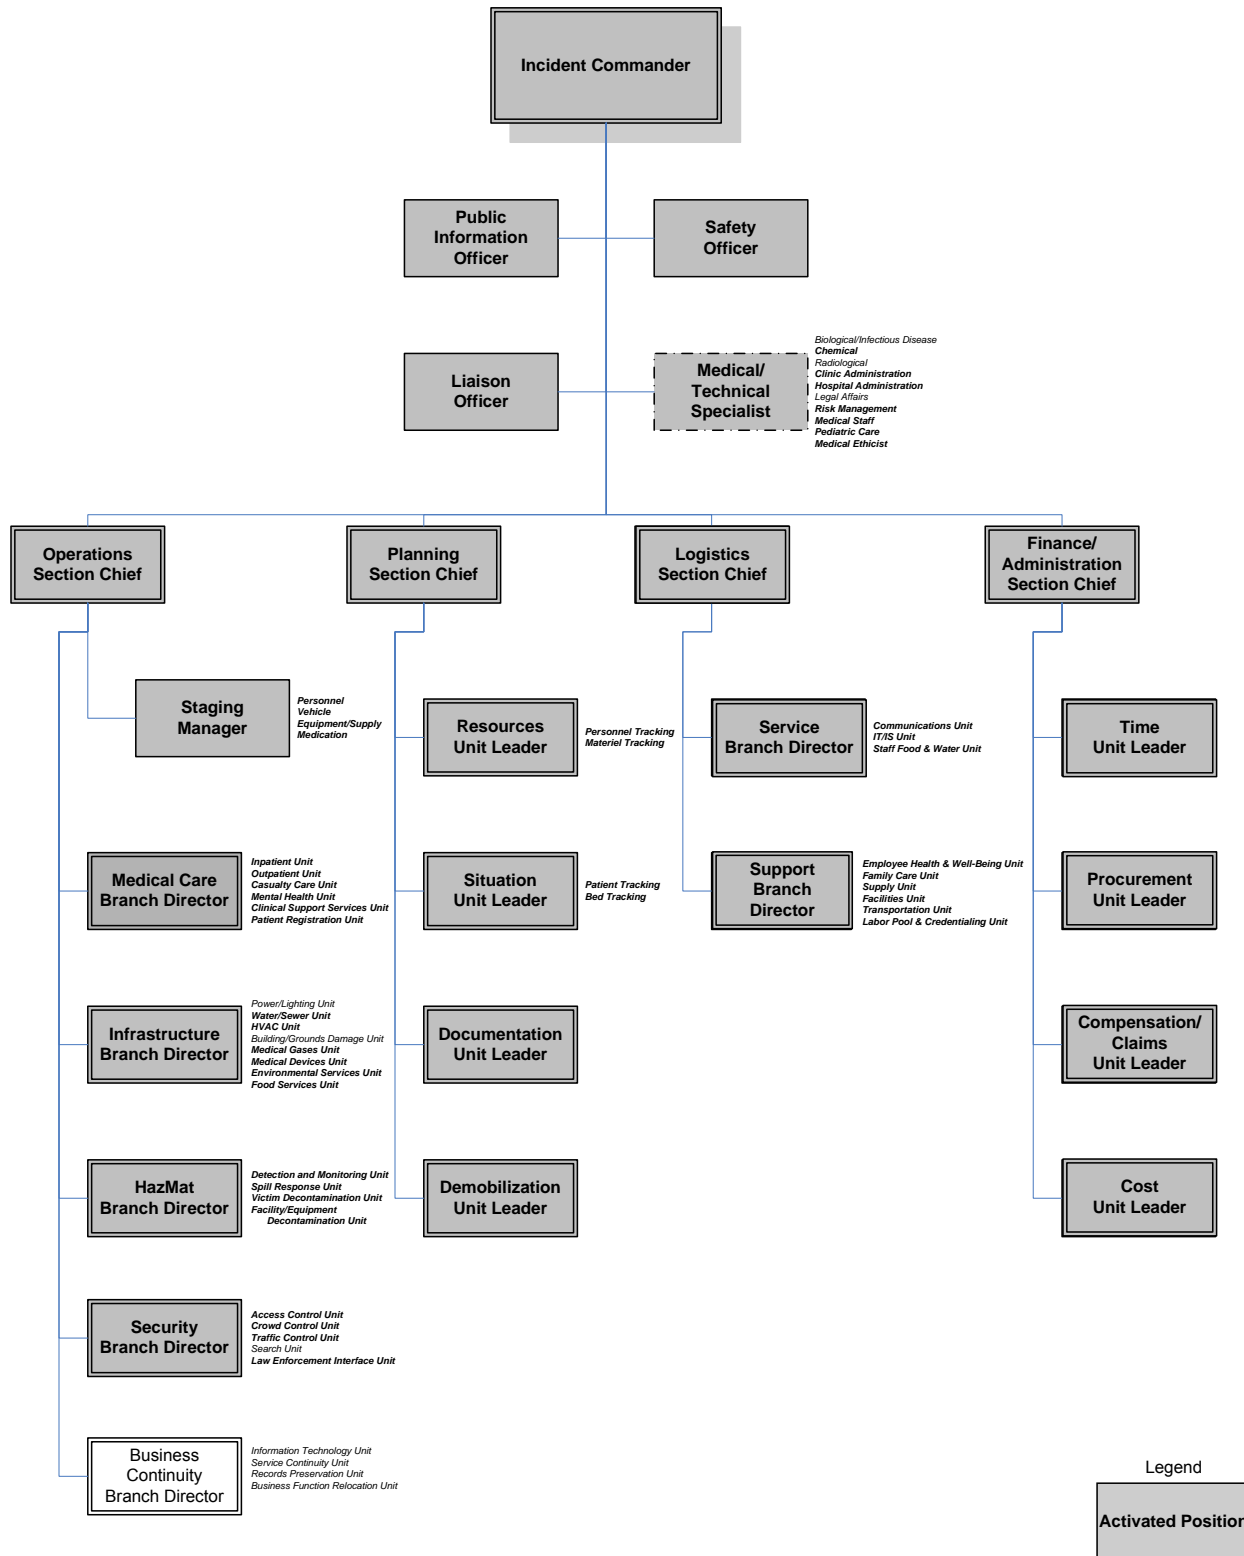 Incident Commander
Public
Information
Officer
Safety
Officer
Liaison
Officer
Medical/
Technical
Specialist
Biological/Infectious Disease
Chemical
Radiological
Clinic Administration
Hospital Administration
Legal Affairs
Risk Management
Medical Staff
Pediatric Care
Medical Ethicist
Operations
Section Chief
Planning
Section Chief
Logistics
Section Chief
Finance/
Administration
Section Chief
Staging
Manager
Personnel
Vehicle
Equipment/Supply
Medication
Resources
Unit Leader
Personnel Tracking
Materiel Tracking
Service
Branch Director
Communications Unit
IT/IS Unit
Staff Food & Water Unit
Time
Unit Leader
Medical Care
Branch Director
Inpatient Unit
Outpatient Unit
Casualty Care Unit
Mental Health Unit
Clinical Support Services Unit
Patient Registration Unit
Situation
Unit Leader
Patient Tracking
Bed Tracking
Support
Branch
Director
Employee Health & Well-Being Unit
Family Care Unit
Supply Unit
Facilities Unit
Transportation Unit
Labor Pool & Credentialing Unit
Procurement
Unit Leader
Infrastructure
Branch Director
Power/Lighting Unit
Water/Sewer Unit
HVAC Unit
Building/Grounds Damage Unit
Medical Gases Unit
Medical Devices Unit
Environmental Services Unit
Food Services Unit
Documentation
Unit Leader
Compensation/
Claims
Unit Leader
HazMat
Branch Director
Detection and Monitoring Unit
Spill Response Unit
Victim Decontamination Unit
Facility/Equipment
Decontamination Unit
Demobilization
Unit Leader
Cost
Unit Leader
Security
Branch Director
Access Control Unit
Crowd Control Unit
Traffic Control Unit
Search Unit
Law Enforcement Interface Unit
Business
Continuity
Branch Director
Information Technology Unit
Service Continuity Unit
Records Preservation Unit
Business Function Relocation Unit
Legend
Activated Position